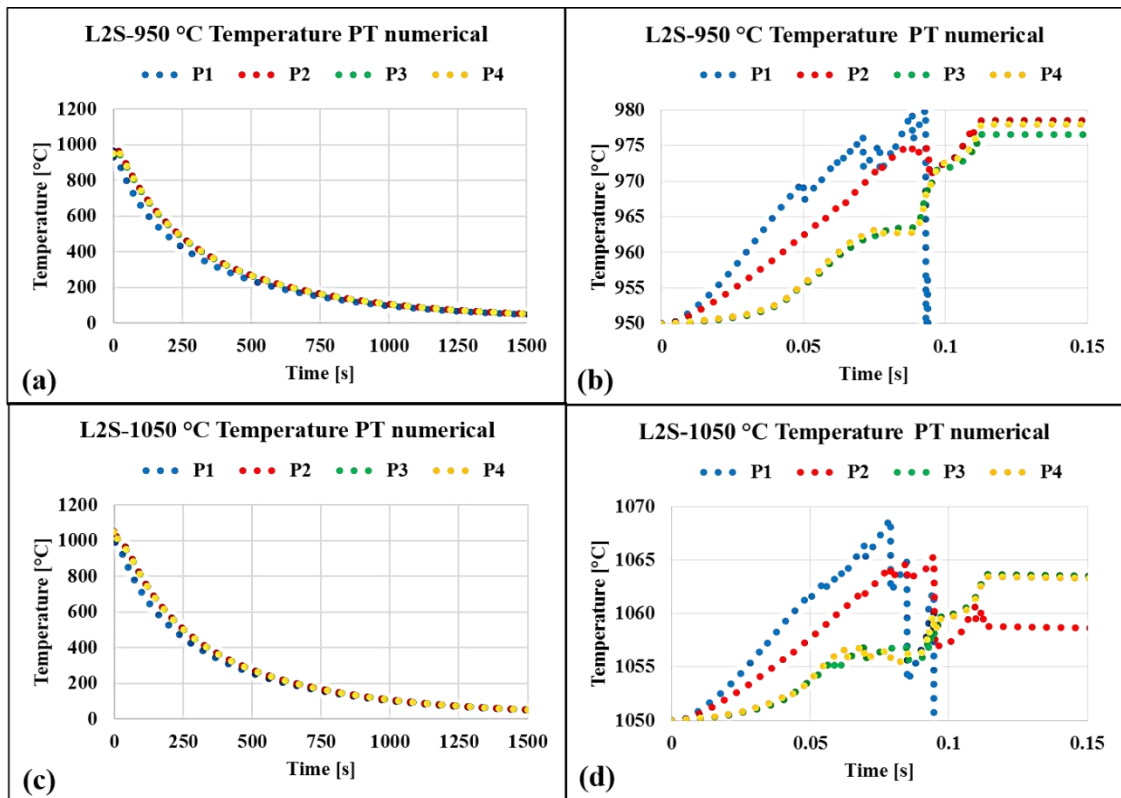 L2S-950 °C Temperature PT numerical
P1 P2 P3 P4
1200
1000
800
600
400
200
0
Temperature [°C]
0 250 500 750 1000 1250 1500
Time [s]
(a)
L2S-950 °C Temperature PT numerical
P1 P2 P3 P4
980
975
970
965
960
955
950
Temperature [°C]
0 0.05 0.1 0.15
Time [s]
(b)
L2S-1050 °C Temperature PT numerical
P1 P2 P3 P4
1200
1000
800
600
400
200
0
Temperature [°C]
0 250 500 750 1000 1250 1500
Time [s]
(c)
L2S-1050 °C Temperature PT numerical
P1 P2 P3 P4
1070
1065
1060
1055
1050
Temperature [°C]
0 0.05 0.1 0.15
Time [s]
(d)